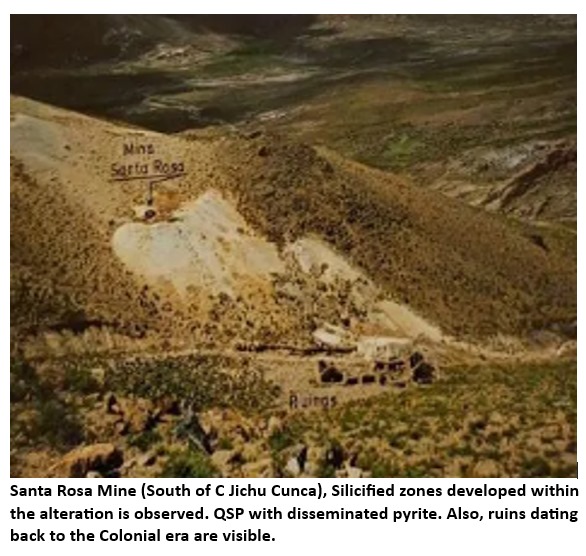 Mina
Santa Rosa
Ruinas
Santa Rosa Mine (South of C Jichu Cunca), Silicified zones developed within
the alteration is observed. QSP with disseminated pyrite. Also, ruins dating
back to the Colonial era are visible.